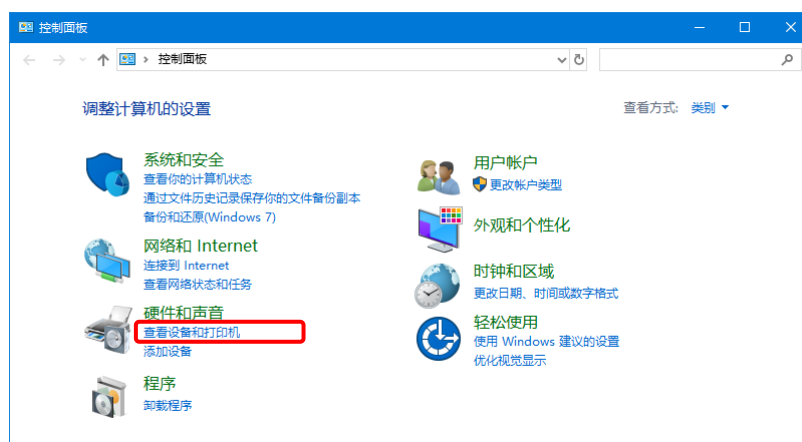 控制面板
控制面板
调整计算机的设置
查看方式: 类别
系统和安全
查看你的计算机状态
通过文件历史记录保存你的文件备份副本
备份和还原(Windows 7)
网络和 Internet
连接到 Internet
查看网络状态和任务
硬件和声音
查看设备和打印机
添加设备
程序
卸载程序
用户帐户
更改帐户类型
外观和个性化
时钟和区域
更改日期、时间或数字格式
轻松使用
使用 Windows 建议的设置
优化视觉显示